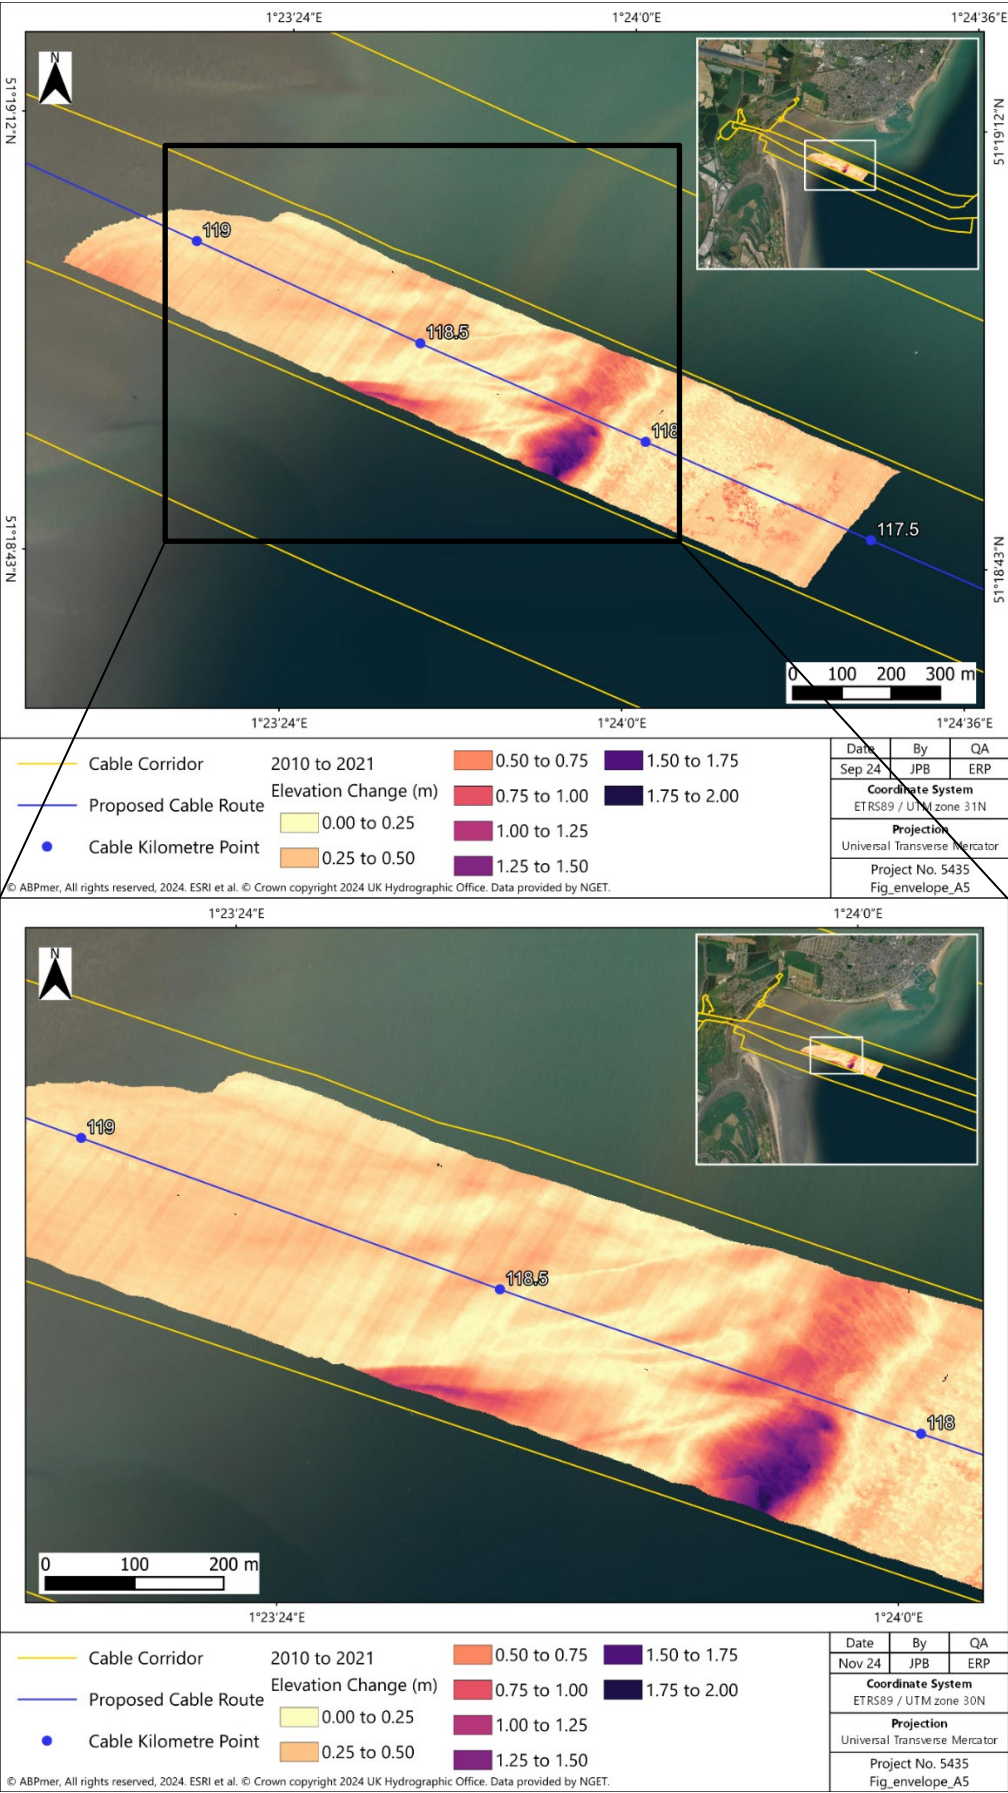 1°23'24"E 1°24'0"E 1°24'36"E
N
51°19'12"N
51°19'12"N
119
118.5
118
117.5
51°18'43"N
51°18'43"N
0 100 200 300 m
1°23'24"E 1°24'0"E 1°24'36"E
Cable Corridor
Proposed Cable Route
Cable Kilometre Point
2010 to 2021
Elevation Change (m)
0.00 to 0.25
0.25 to 0.50
0.50 to 0.75
0.75 to 1.00
1.00 to 1.25
1.25 to 1.50
1.50 to 1.75
1.75 to 2.00
Date By QA
Sep 24 JPB ERP
Coordinate System
ETRS89 / UTM zone 31N
Projection
Universal Transverse Mercator
Project No. 5435
Fig_envelope_A5
© ABPmer, All rights reserved, 2024. ESRI et al. © Crown copyright 2024 UK Hydrographic Office. Data provided by NGET.
1°23'24"E 1°24'0"E
N
119
118.5
118
0 100 200 m
1°23'24"E 1°24'0"E
Cable Corridor
Proposed Cable Route
Cable Kilometre Point
2010 to 2021
Elevation Change (m)
0.00 to 0.25
0.25 to 0.50
0.50 to 0.75
0.75 to 1.00
1.00 to 1.25
1.25 to 1.50
1.50 to 1.75
1.75 to 2.00
Date By QA
Nov 24 JPB ERP
Coordinate System
ETRS89 / UTM zone 30N
Projection
Universal Transverse Mercator
Project No. 5435
Fig_envelope_A5
© ABPmer, All rights reserved, 2024. ESRI et al. © Crown copyright 2024 UK Hydrographic Office. Data provided by NGET.